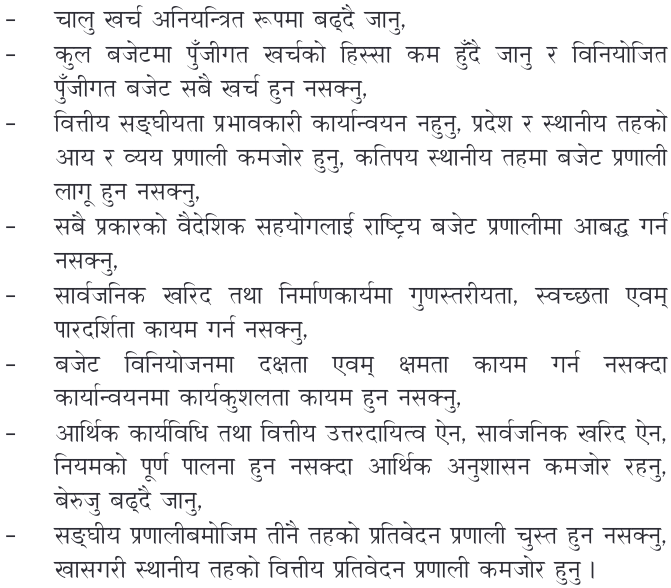 - चालु खर्च अनियन्त्रित रूपमा बढ्दै जानु,
- कुल बजेटमा पुँजीगत खर्चको हिस्सा कम हुँदै जानु र विनियोजित
पुँजीगत बजेट सबै खर्च हुन नसक्नु,
- वित्तीय सङ्घीयता प्रभावकारी कार्यान्वयन नहुनु, प्रदेश र स्थानीय तहको
आय र व्यय प्रणाली कमजोर हुनु, कतिपय स्थानीय तहमा बजेट प्रणाली
लागू हुन नसक्नु,
- सबै प्रकारको वैदेशिक सहयोगलाई राष्ट्रिय बजेट प्रणालीमा आबद्ध गर्न
नसक्नु,
- सार्वजनिक खरिद तथा निर्माणकार्यमा गुणस्तरीयता, स्वच्छता एवम्
पारदर्शिता कायम गर्न नसक्नु,
- बजेट विनियोजनमा दक्षता एवम् क्षमता कायम गर्न नसक्दा
कार्यान्वयनमा कार्यकुशलता कायम हुन नसक्नु,
- आर्थिक कार्यविधि तथा वित्तीय उत्तरदायित्व ऐन, सार्वजनिक खरिद ऐन,
नियमको पूर्ण पालना हुन नसक्दा आर्थिक अनुशासन कमजोर रहनु,
बेरुजु बढ्दै जानु,
- सङ्घीय प्रणालीबमोजिम तीनै तहको प्रतिवेदन प्रणाली चुस्त हुन नसक्नु,
खासगरी स्थानीय तहको वित्तीय प्रतिवेदन प्रणाली कमजोर हुनु ।